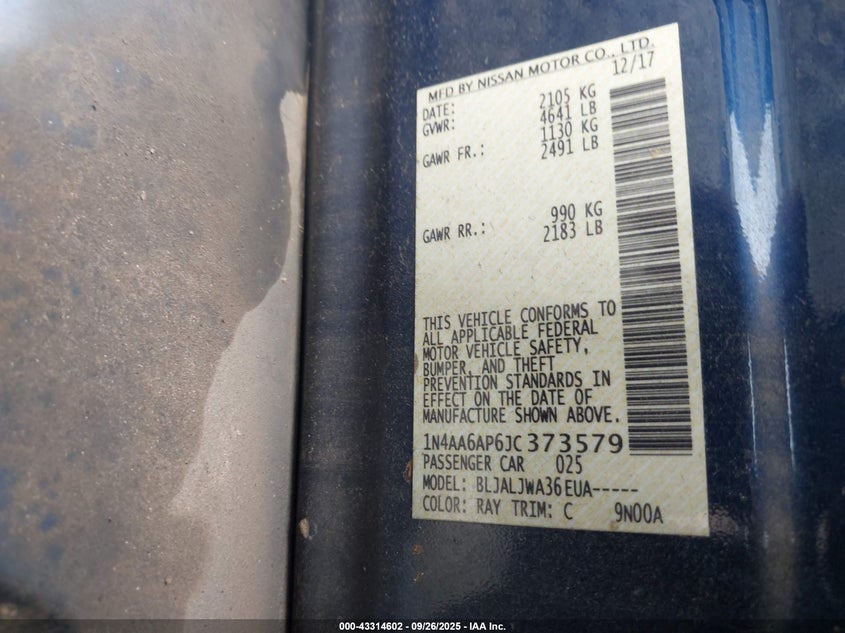 MFD BY NISSAN MOTOR CO., LTD.
DATE: 12/17
GVWR: 2105 KG
4641 LB
GAWR FR.: 1130 KG
2491 LB
GAWR RR.: 990 KG
2183 LB
THIS VEHICLE CONFORMS TO
ALL APPLICABLE FEDERAL
MOTOR VEHICLE SAFETY,
BUMPER, AND THEFT
PREVENTION STANDARDS IN
EFFECT ON THE DATE OF
MANUFACTURE SHOWN ABOVE.
1N4AA6AP6JC373579
PASSENGER CAR 025
MODEL: BLJALJWA36EUA-----
COLOR: RAY TRIM: C 9N00A
000-43314602 - 09/26/2025 - IAA Inc.